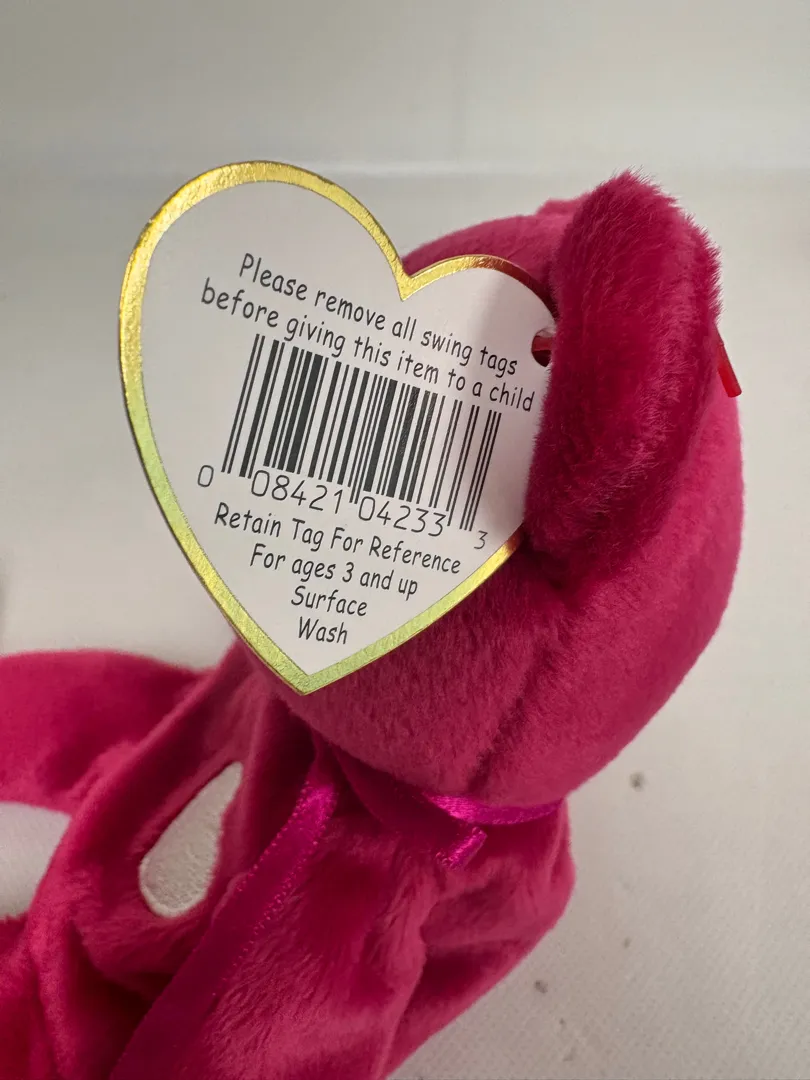 Please remove all swing tags
before giving this item to a child
0 08421 04233 3
Retain Tag For Reference
For ages 3 and up
Surface
Wash